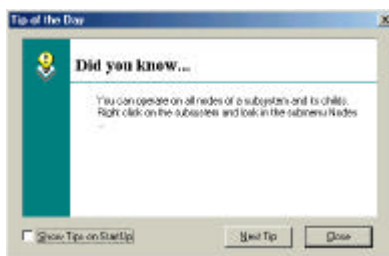 Tip of the Day
Did you know...
You can operate on all nodes of a subsystem and its childs.
Right click on the subsystem and look in the submenu Nodes
...
Show Tips on StartUp
Next Tip
Close